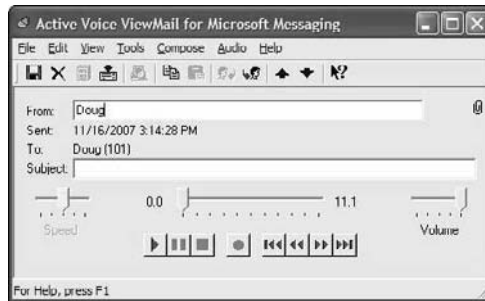 Active Voice ViewMail for Microsoft Messaging
File Edit View Tools Compose Audio Help
From: Doug
Sent: 11/16/2007 3:14:28 PM
To: Doug (101)
Subject:
0.0 11.1
Speed Volume
For Help, press F1